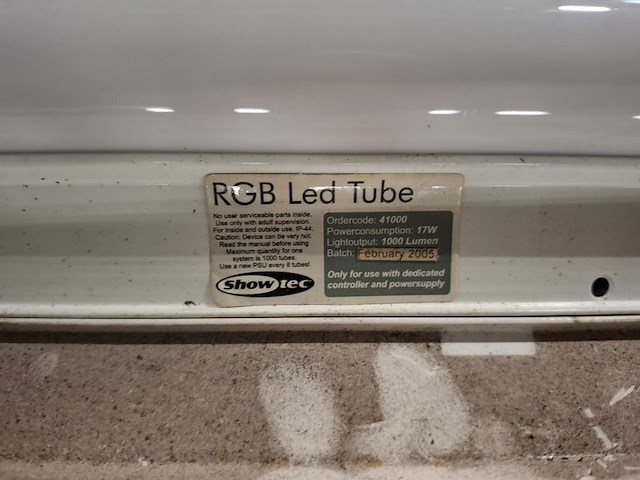 RGB Led Tube
No user serviceable parts inside.
Use only with adult supervision.
For inside and outside use. IP-44.
Caution: Device can be very hot.
Read the manual before using
Maximum quantity for one
system is 1000 tubes.
Use a new PSU every 8 tubes!
Showtec
Ordercode: 41000
Powerconsumption: 17W
Lightoutput: 1000 Lumen
Batch: February 2005
Only for use with dedicated
controller and powersupply